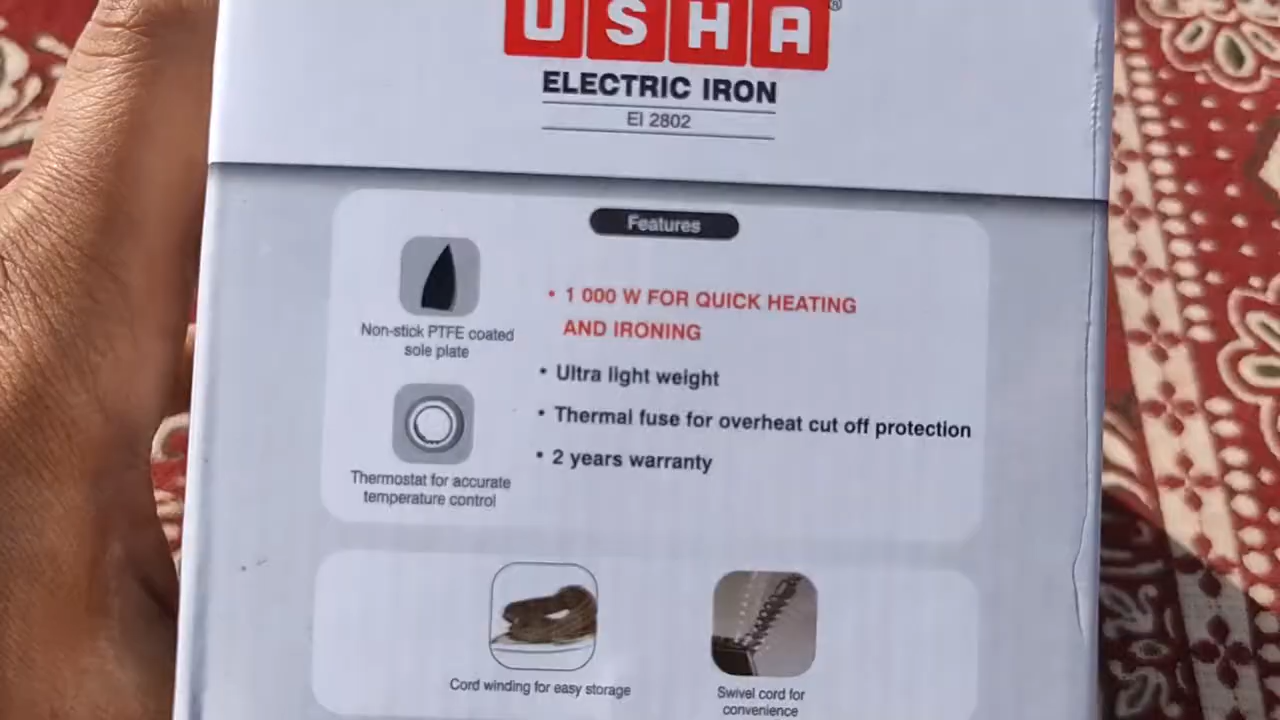 USHA®
ELECTRIC IRON
EI 2802
Features
Non-stick PTFE coated
sole plate
Thermostat for accurate
temperature control
• 1 000 W FOR QUICK HEATING
AND IRONING
• Ultra light weight
• Thermal fuse for overheat cut off protection
• 2 years warranty
Cord winding for easy storage
Swivel cord for
convenience